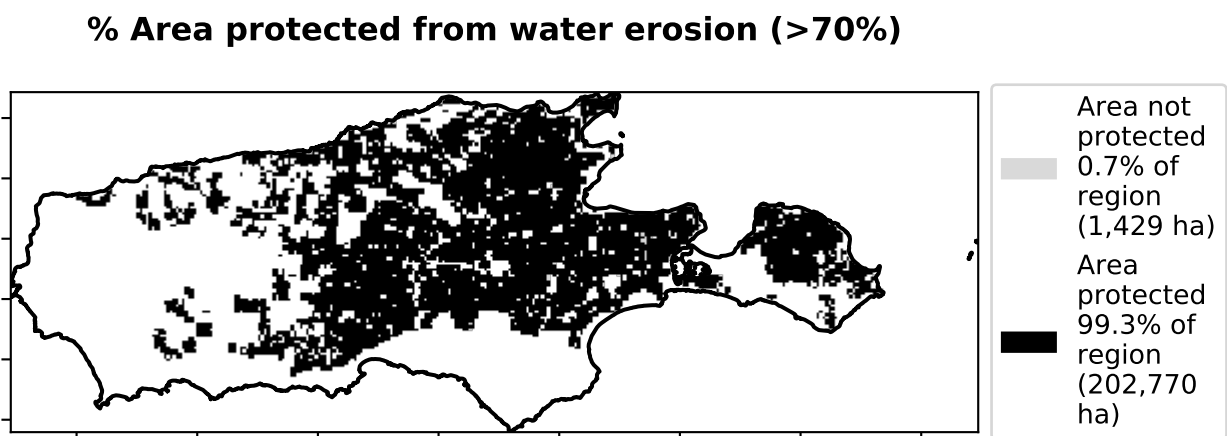 % Area protected from water erosion (>70%)
Area not
protected
0.7% of
region
(1,429 ha)
Area
protected
99.3% of
region
(202,770
ha)